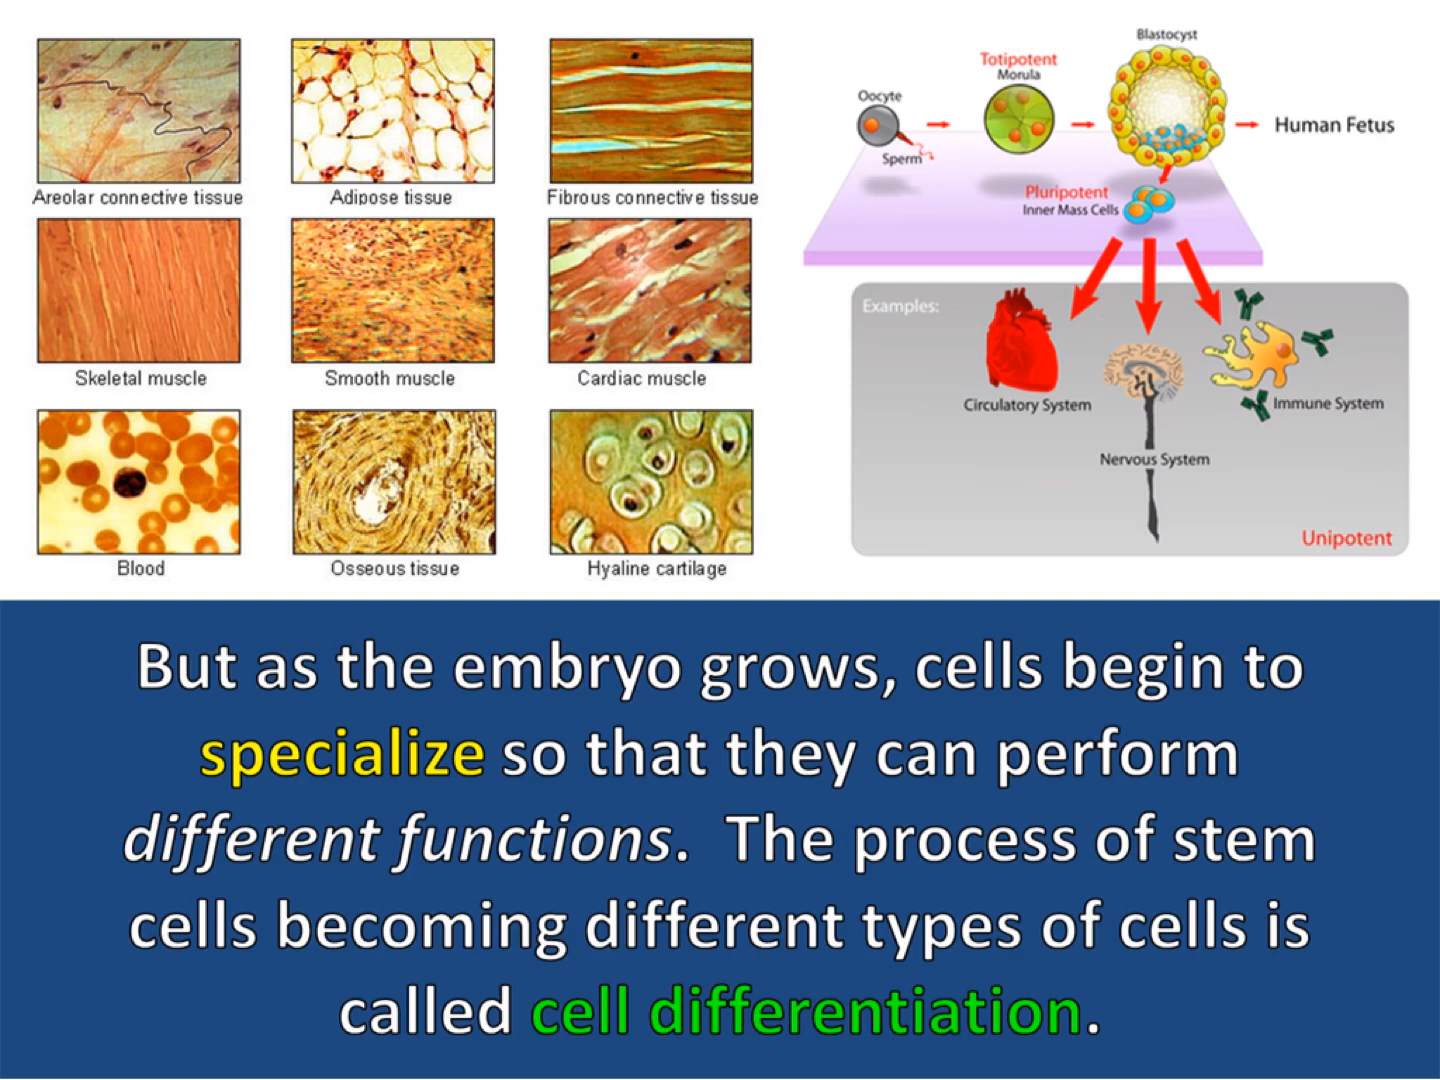 Areolar connective tissue
Adipose tissue
Fibrous connective tissue
Skeletal muscle
Smooth muscle
Cardiac muscle
Blood
Osseous tissue
Hyaline cartilage
Blastocyst
Totipotent
Morula
Oocyte
Sperm
Human Fetus
Pluripotent
Inner Mass Cells
Examples:
Circulatory System
Immune System
Nervous System
Unipotent
But as the embryo grows, cells begin to
specialize so that they can perform
different functions. The process of stem
cells becoming different types of cells is
called cell differentiation.